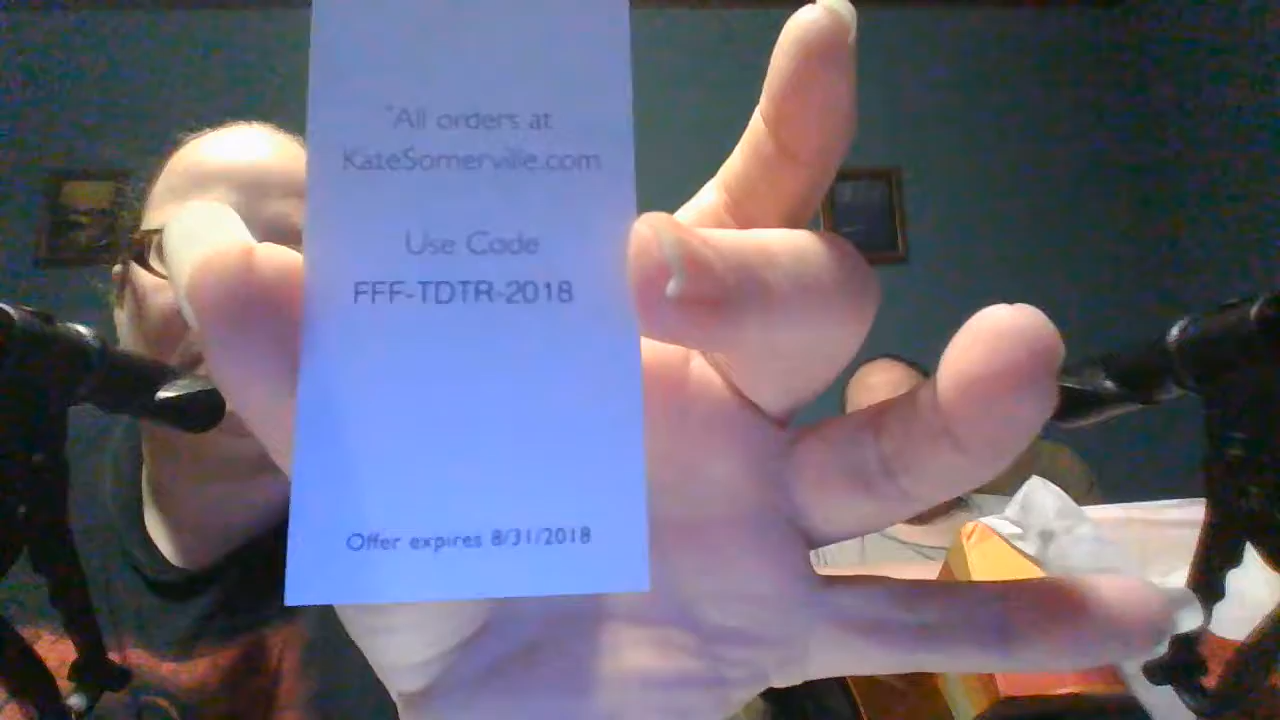 *All orders at
KateSomerville.com
Use Code
FFF-TDTR-2018
Offer expires 8/31/2018